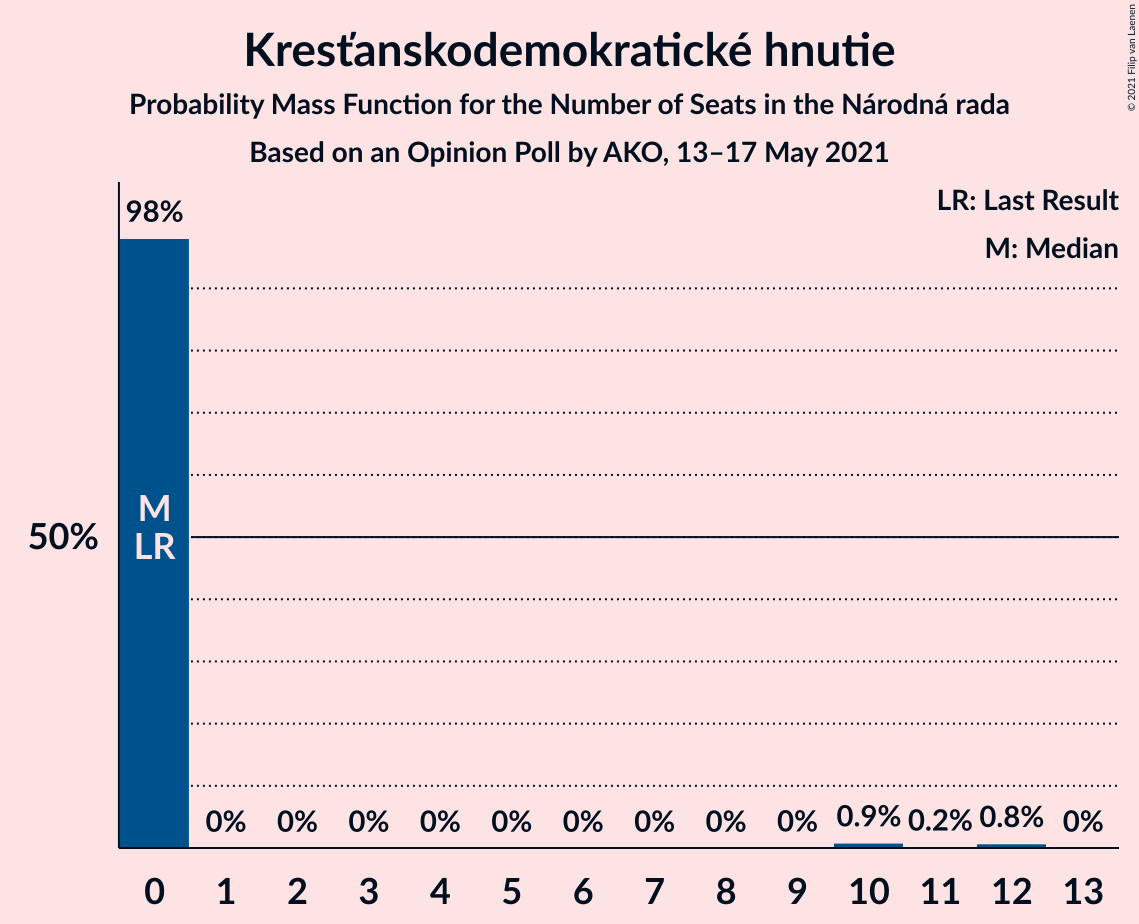 Kresťanskodemokratické hnutie
Probability Mass Function for the Number of Seats in the Národná rada
Based on an Opinion Poll by AKO, 13–17 May 2021
© 2021 Filip van Laenen
LR: Last Result
M: Median
98%
M
LR
50%
0% 0% 0% 0% 0% 0% 0% 0% 0% 0.9% 0.2% 0.8% 0%
0 1 2 3 4 5 6 7 8 9 10 11 12 13